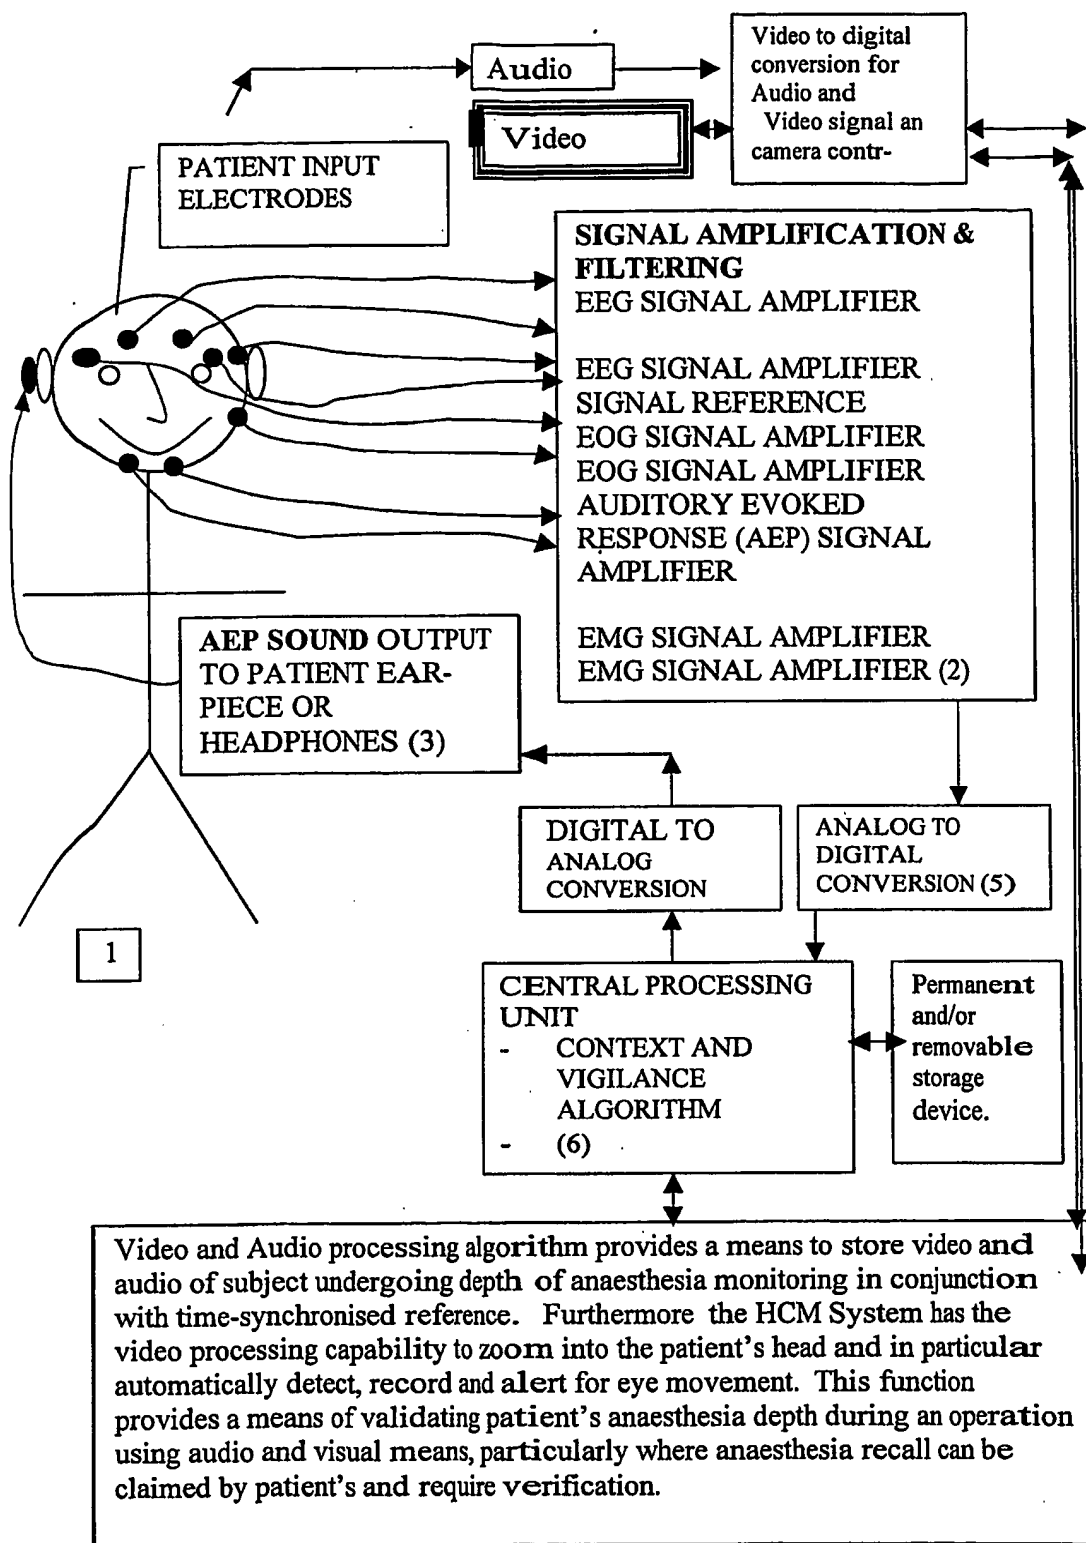 Audio
Video
Video to digital
conversion for
Audio and
Video signal an
camera contr-
PATIENT INPUT
ELECTRODES
SIGNAL AMPLIFICATION &
FILTERING
EEG SIGNAL AMPLIFIER
EEG SIGNAL AMPLIFIER
SIGNAL REFERENCE
EOG SIGNAL AMPLIFIER
EOG SIGNAL AMPLIFIER
AUDITORY EVOKED
RESPONSE (AEP) SIGNAL
AMPLIFIER
EMG SIGNAL AMPLIFIER
EMG SIGNAL AMPLIFIER (2)
AEP SOUND OUTPUT
TO PATIENT EAR-
PIECE OR
HEADPHONES (3)
DIGITAL TO
ANALOG
CONVERSION
ANALOG TO
DIGITAL
CONVERSION (5)
1
CENTRAL PROCESSING
UNIT
- CONTEXT AND
VIGILANCE
ALGORITHM
- (6)
Permanent
and/or
removable
storage
device.
Video and Audio processing algorithm provides a means to store video and
audio of subject undergoing depth of anaesthesia monitoring in conjunction
with time-synchronised reference. Furthermore the HCM System has the
video processing capability to zoom into the patient's head and in particular
automatically detect, record and alert for eye movement. This function
provides a means of validating patient's anaesthesia depth during an operation
using audio and visual means, particularly where anaesthesia recall can be
claimed by patient's and require verification.